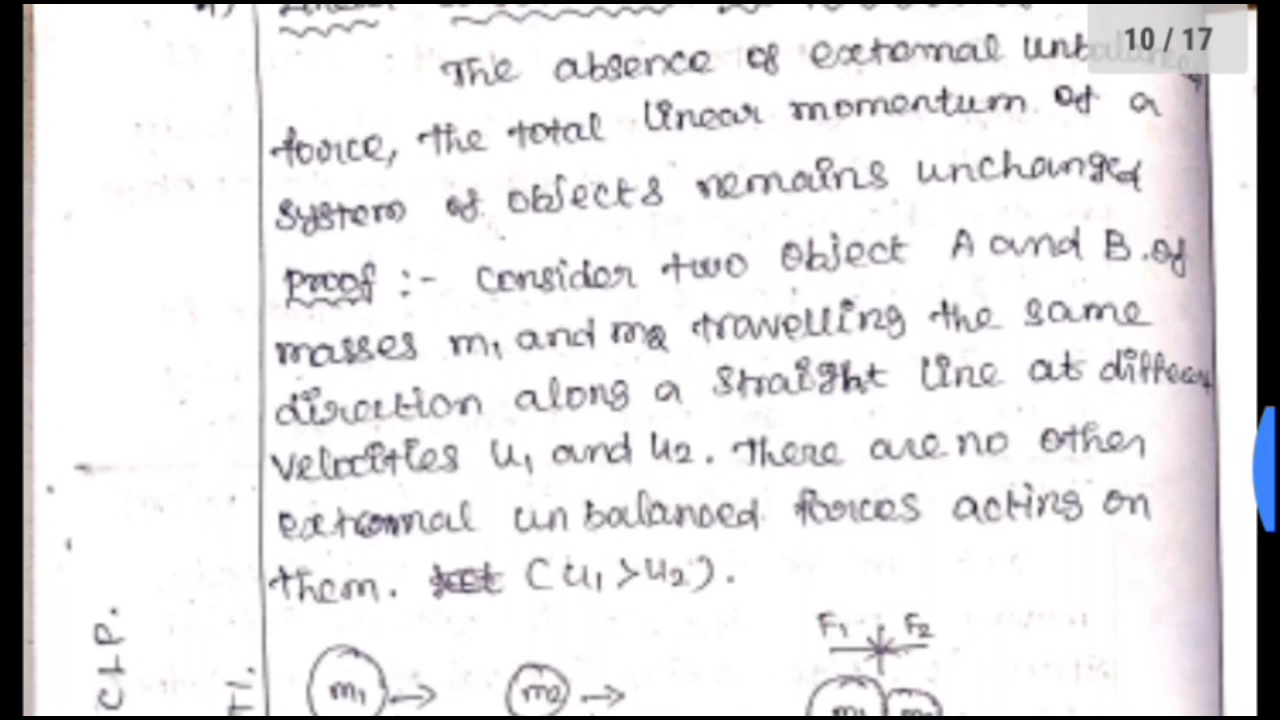 10 / 17
The absence of external
force, the total linear momentum of a
system of objects remains unchanged
Proof :- Consider two object A and B. of
masses m₁ and m₂ travelling the same
direction along a straight line at
velocities u₁ and u₂. There are no other
external unbalanced forces acting on
them. (u₁ > u₂).
F₁ F₂
m₁ m₂ m₁ m₂